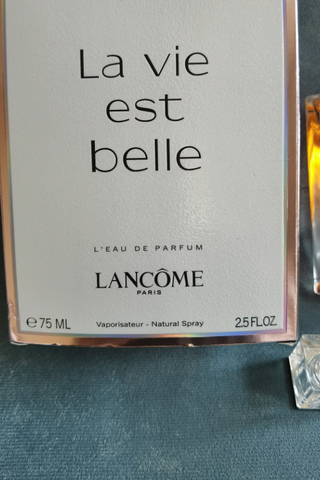 La vie
est
belle
L'EAU DE PARFUM
LANCÔME
PARIS
℮ 75 ML Vaporisateur - Natural Spray 2.5 FL.OZ.